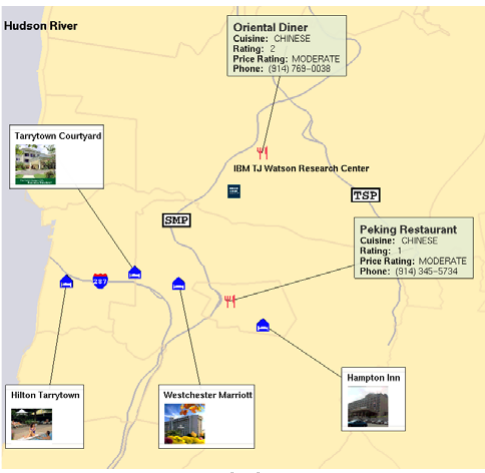 Hudson River
Oriental Diner
Cuisine: CHINESE
Rating: 2
Price Rating: MODERATE
Phone: (914) 769-0038
Tarrytown Courtyard
IBM TJ Watson Research Center
TSP
SMP
Peking Restaurant
Cuisine: CHINESE
Rating: 1
Price Rating: MODERATE
Phone: (914) 345-5734
287
Hampton Inn
Hilton Tarrytown
Westchester Marriott